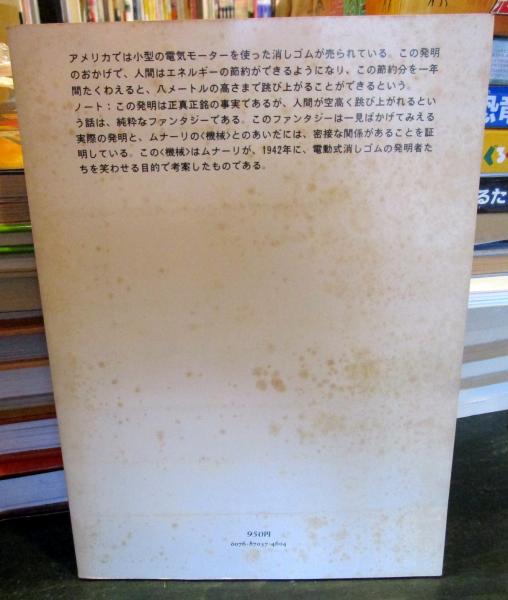 アメリカでは小型の電気モーターを使った消しゴムが売られている。この発明
のおかげで、人間はエネルギーの節約ができるようになり、この節約分を一年
間たくわえると、八メートルの高さまで跳び上がることができるという。
ノート：この発明は正真正銘の事実であるが、人間が空高く跳び上がれるとい
う話は、純粋なファンタジーである。このファンタジーは一見ばかげてみえる
実際の発明と、ムナーリの〈機械〉とのあいだには、密接な関係があることを証
明している。この〈機械〉はムナーリが、1942年に、電動式消しゴムの発明者た
ちを笑わせる目的で考案したものである。
950円
0076-87037-4604
恐竜
くろ
るた